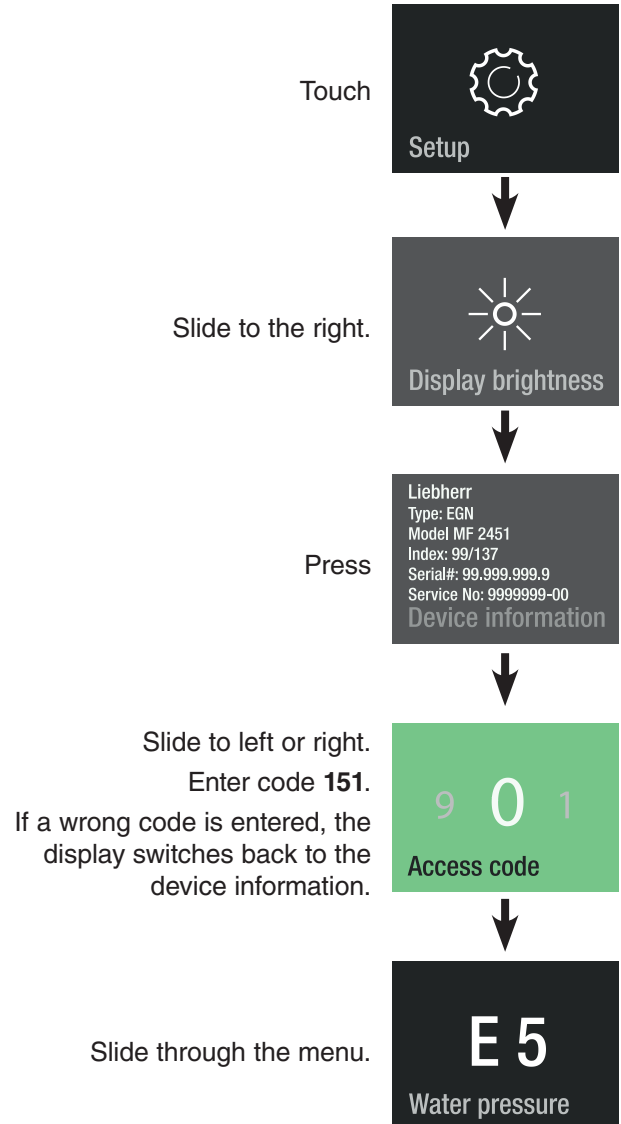 Touch
Setup
Slide to the right.
Display brightness
Press
Liebherr
Type: EGN
Model MF 2451
Index: 99/137
Serial#: 99.999.999.9
Service No: 9999999-00
Device information
Slide to left or right.
Enter code 151.
If a wrong code is entered, the
display switches back to the
device information.
9 0 1
Access code
Slide through the menu.
E 5
Water pressure